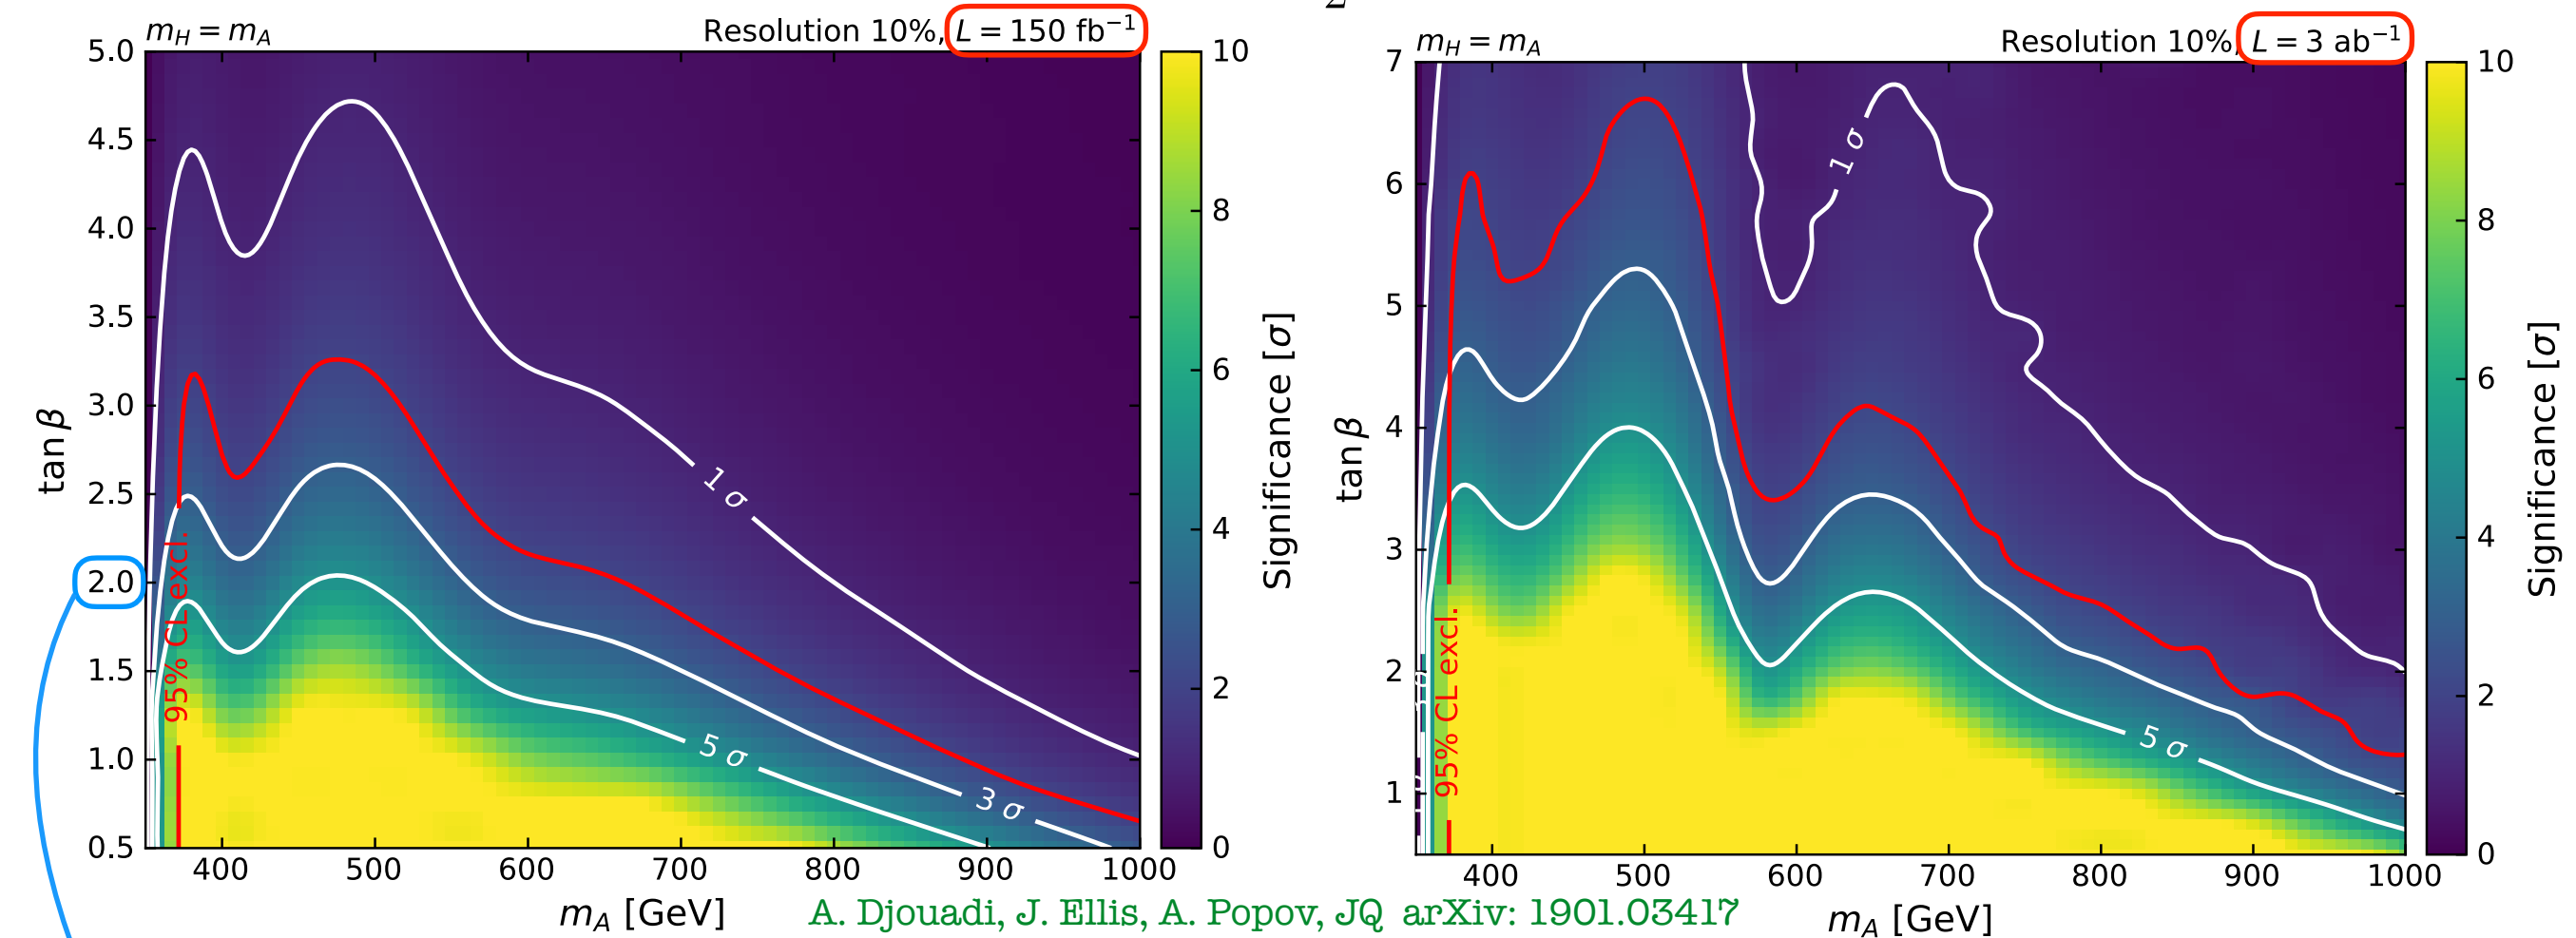 Σ
m_H = m_A
Resolution 10%, L = 150 fb⁻¹
5.0
4.5
4.0
3.5
3.0
2.5
2.0
1.5
1.0
0.5
tan β
1 σ
5 σ
3 σ
95% CL excl.
400 500 600 700 800 900 1000
m_A [GeV]
10
8
6
4
2
0
Significance [σ]
m_H = m_A
Resolution 10%, L = 3 ab⁻¹
7
6
5
4
3
2
1
tan β
1 σ
5 σ
95% CL excl.
400 500 600 700 800 900 1000
m_A [GeV]
10
8
6
4
2
0
Significance [σ]
A. Djouadi, J. Ellis, A. Popov, JQ arXiv: 1901.03417